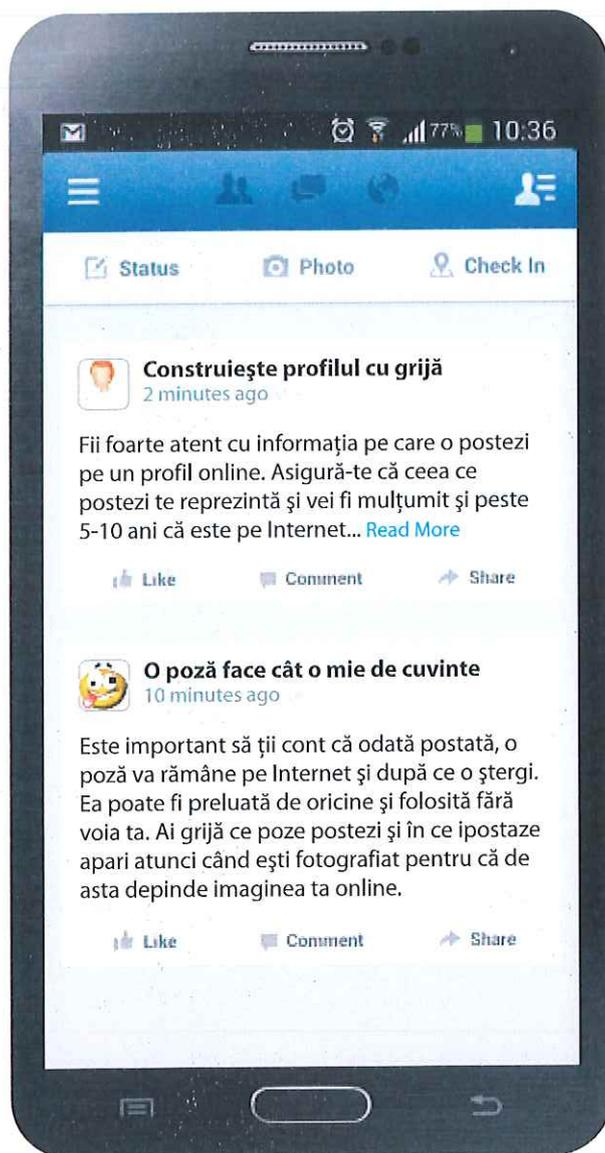 77% 10:36
Status Photo Check In
Construieşte profilul cu grijă
2 minutes ago
Fii foarte atent cu informaţia pe care o postezi
pe un profil online. Asigură-te că ceea ce
postezi te reprezintă şi vei fi mulţumit şi peste
5-10 ani că este pe Internet... Read More
Like Comment Share
O poză face cât o mie de cuvinte
10 minutes ago
Este important să ţii cont că odată postată, o
poză va rămâne pe Internet şi după ce o ştergi.
Ea poate fi preluată de oricine şi folosită fără
voia ta. Ai grijă ce poze postezi şi în ce ipostaze
apari atunci când eşti fotografiat pentru că de
asta depinde imaginea ta online.
Like Comment Share